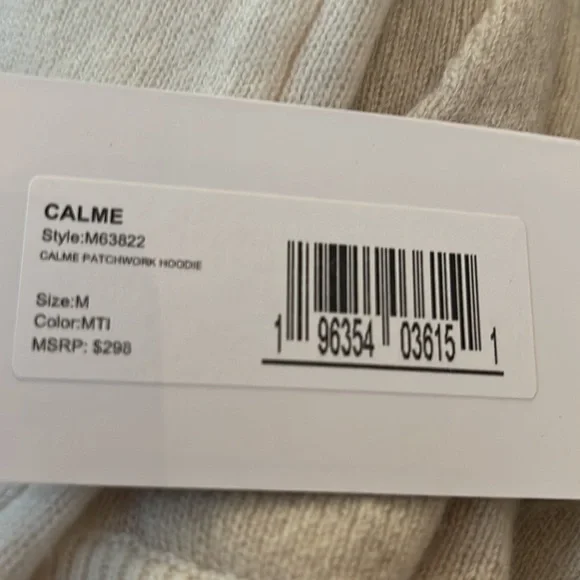 CALME
Style:M63822
CALME PATCHWORK HOODIE
Size:M
Color:MTI
MSRP: $298
1 96354 03615 1